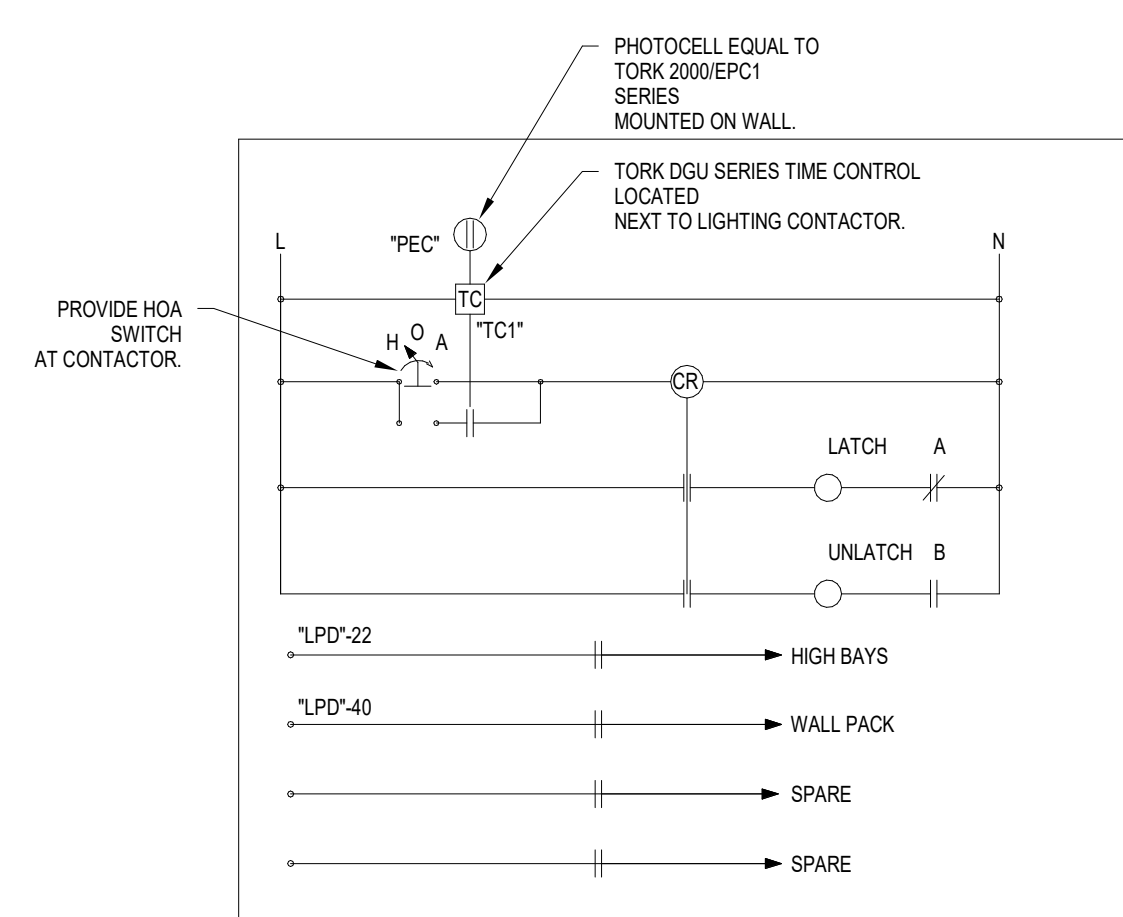 PHOTOCELL EQUAL TO
TORK 2000/EPC1
SERIES
MOUNTED ON WALL.
TORK DGU SERIES TIME CONTROL
LOCATED
NEXT TO LIGHTING CONTACTOR.
L
"PEC"
N
TC
"TC1"
PROVIDE HOA
SWITCH
AT CONTACTOR.
H O A
CR
LATCH A
UNLATCH B
"LPD"-22
HIGH BAYS
"LPD"-40
WALL PACK
SPARE
SPARE